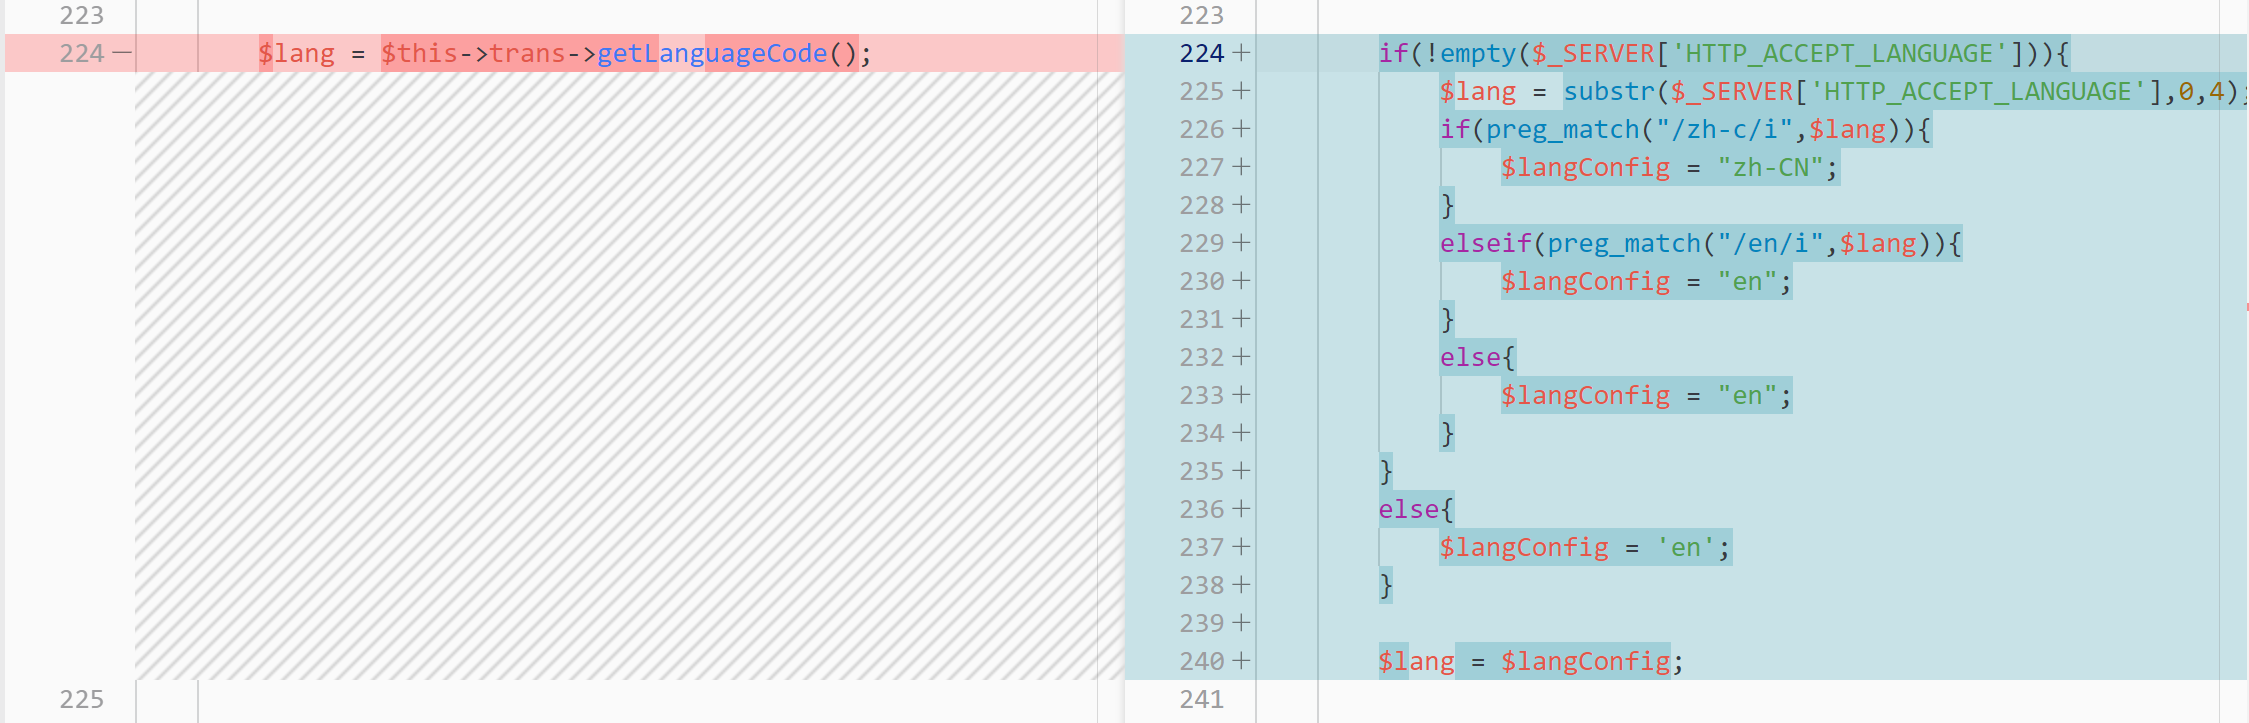 223
224 — $lang = $this->trans->getLanguageCode();
225
223
224 + if(!empty($_SERVER['HTTP_ACCEPT_LANGUAGE'])){
225 + $lang = substr($_SERVER['HTTP_ACCEPT_LANGUAGE'],0,4);
226 + if(preg_match("/zh-c/i",$lang)){
227 + $langConfig = "zh-CN";
228 + }
229 + elseif(preg_match("/en/i",$lang)){
230 + $langConfig = "en";
231 + }
232 + else{
233 + $langConfig = "en";
234 + }
235 + }
236 + else{
237 + $langConfig = 'en';
238 + }
239 +
240 + $lang = $langConfig;
241